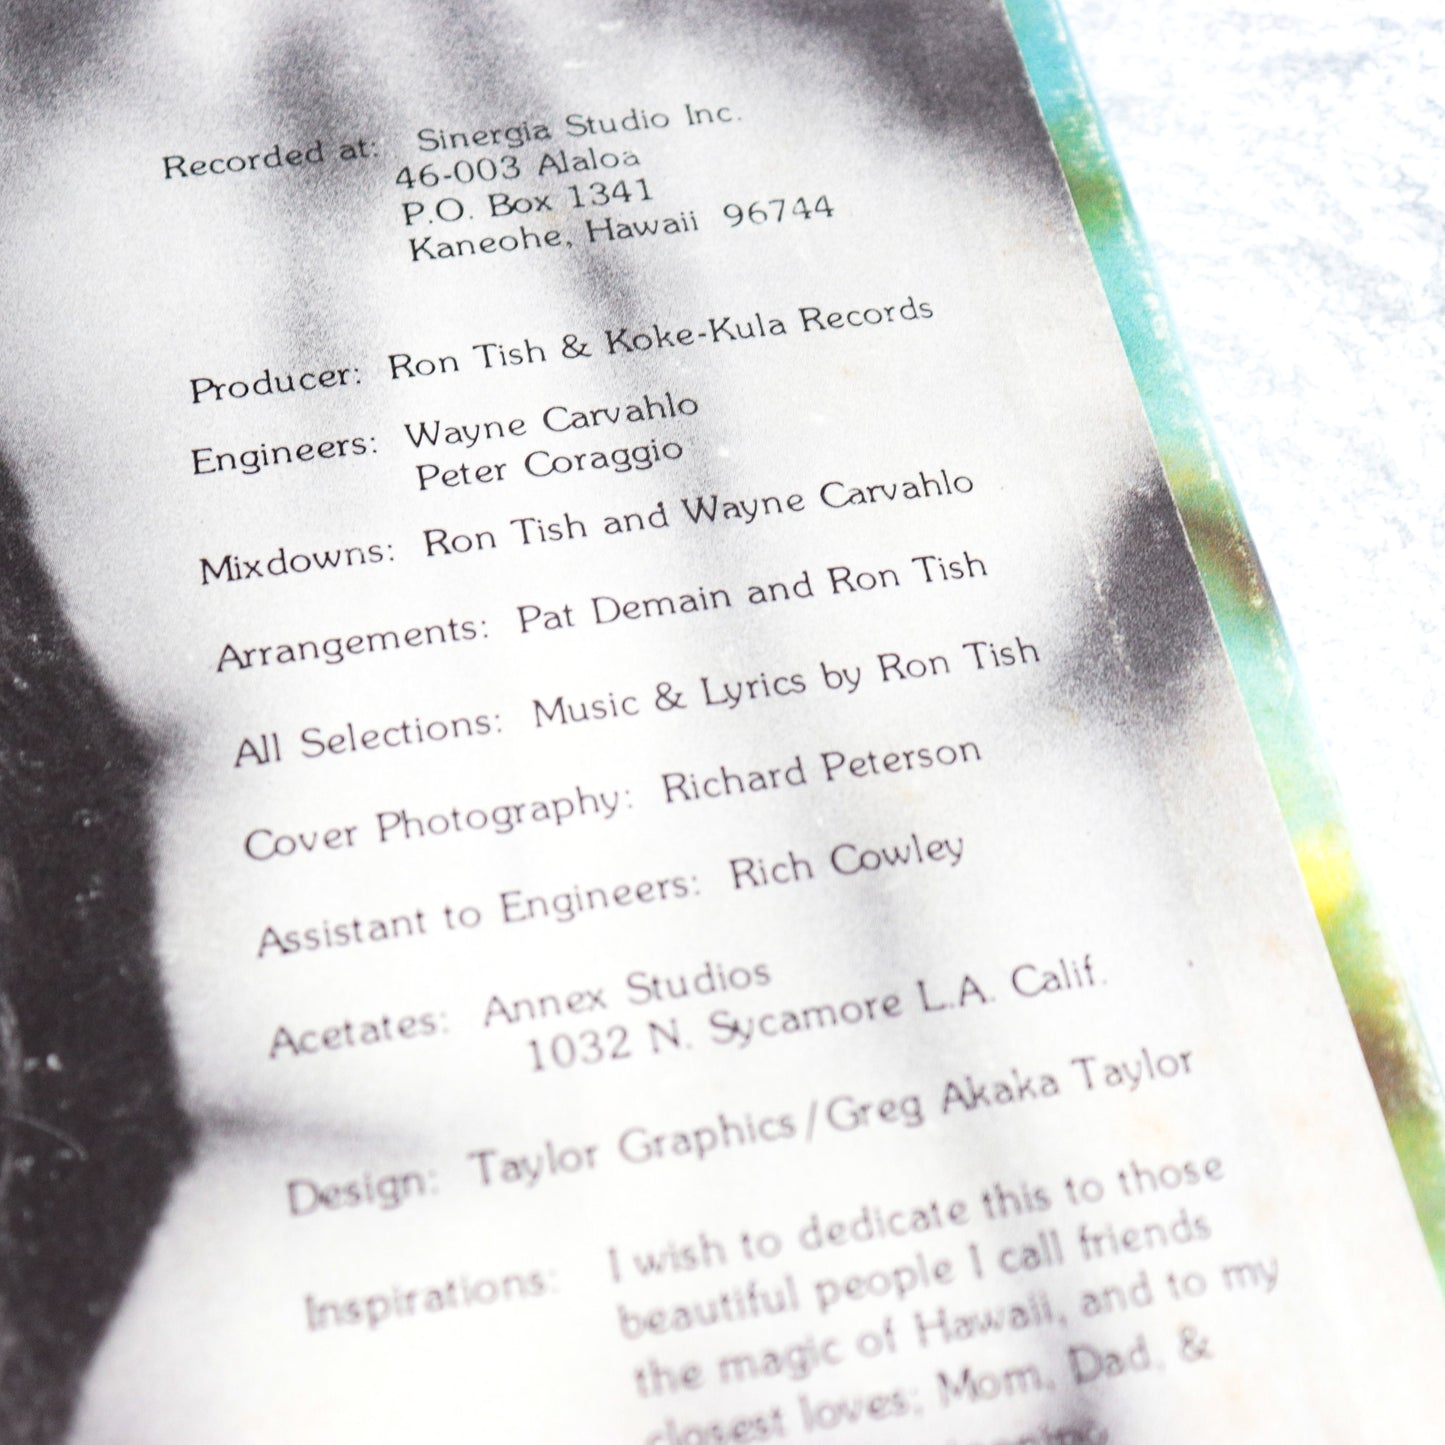 Recorded at: Sinergia Studio Inc.
46-003 Alaloa
P.O. Box 1341
Kaneohe, Hawaii 96744
Producer: Ron Tish & Koke-Kula Records
Engineers: Wayne Carvahlo
Peter Coraggio
Mixdowns: Ron Tish and Wayne Carvahlo
Arrangements: Pat Demain and Ron Tish
All Selections: Music & Lyrics by Ron Tish
Cover Photography: Richard Peterson
Assistant to Engineers: Rich Cowley
Acetates: Annex Studios
1032 N. Sycamore L.A. Calif.
Design: Taylor Graphics/Greg Akaka Taylor
Inspirations: I wish to dedicate this to those
beautiful people I call friends
the magic of Hawaii, and to my
closest loves; Mom, Dad, &